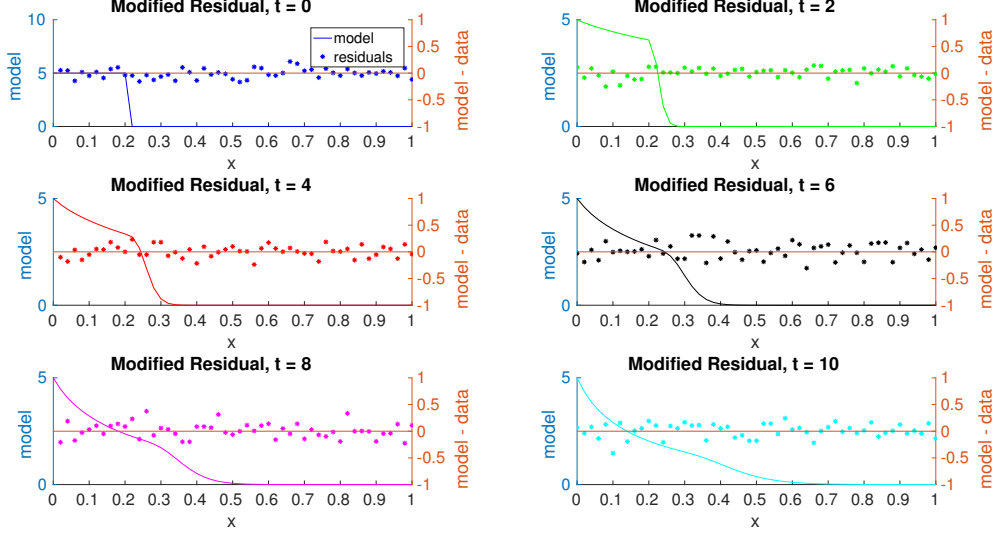 Modified Residual, t = 0
10
5
0
model
1
0.5
0
-0.5
-1
model - data
model
residuals
0 0.1 0.2 0.3 0.4 0.5 0.6 0.7 0.8 0.9 1
x
Modified Residual, t = 2
5
0
model
1
0.5
0
-0.5
-1
model - data
0 0.1 0.2 0.3 0.4 0.5 0.6 0.7 0.8 0.9 1
x
Modified Residual, t = 4
5
0
model
1
0.5
0
-0.5
-1
model - data
0 0.1 0.2 0.3 0.4 0.5 0.6 0.7 0.8 0.9 1
x
Modified Residual, t = 6
5
0
model
1
0.5
0
-0.5
-1
model - data
0 0.1 0.2 0.3 0.4 0.5 0.6 0.7 0.8 0.9 1
x
Modified Residual, t = 8
5
0
model
1
0.5
0
-0.5
-1
model - data
0 0.1 0.2 0.3 0.4 0.5 0.6 0.7 0.8 0.9 1
x
Modified Residual, t = 10
5
0
model
1
0.5
0
-0.5
-1
model - data
0 0.1 0.2 0.3 0.4 0.5 0.6 0.7 0.8 0.9 1
x